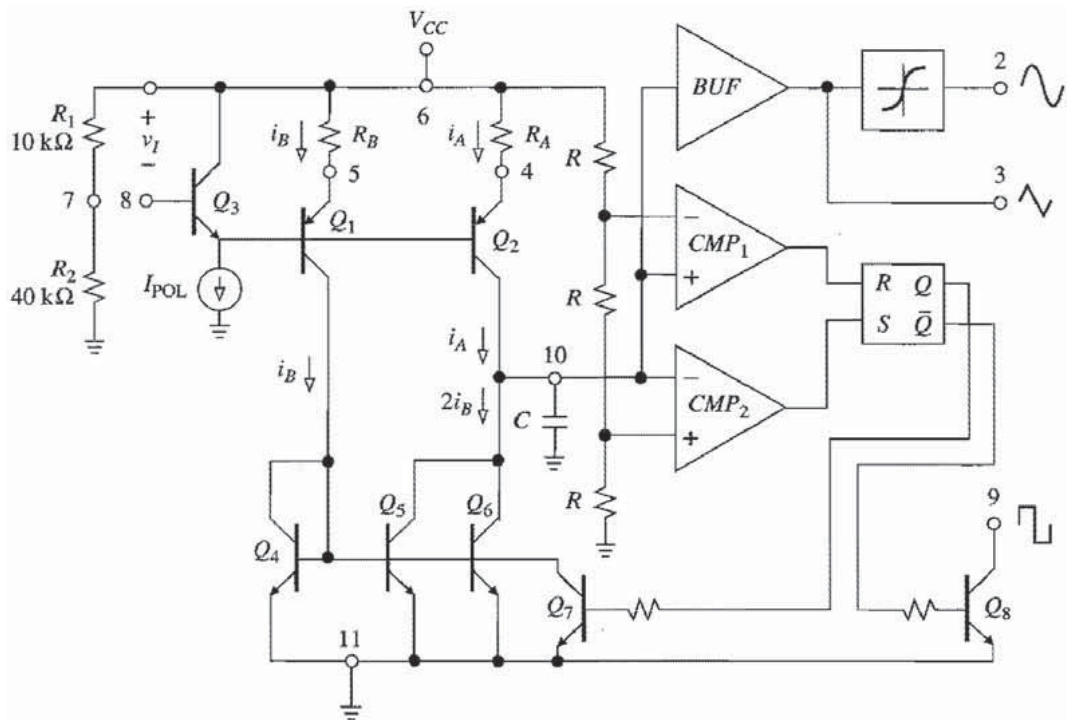 V_CC
6
2
R_1
10 kΩ
+
v_I
−
i_B
R_B
5
i_A
R_A
4
R
BUF
3
7
8
Q_3
Q_1
Q_2
−
CMP_1
+
R_2
40 kΩ
I_POL
R
R Q
S Q̄
i_B
i_A
10
2i_B
C
−
CMP_2
+
R
9
Q_4
Q_5
Q_6
Q_7
Q_8
11